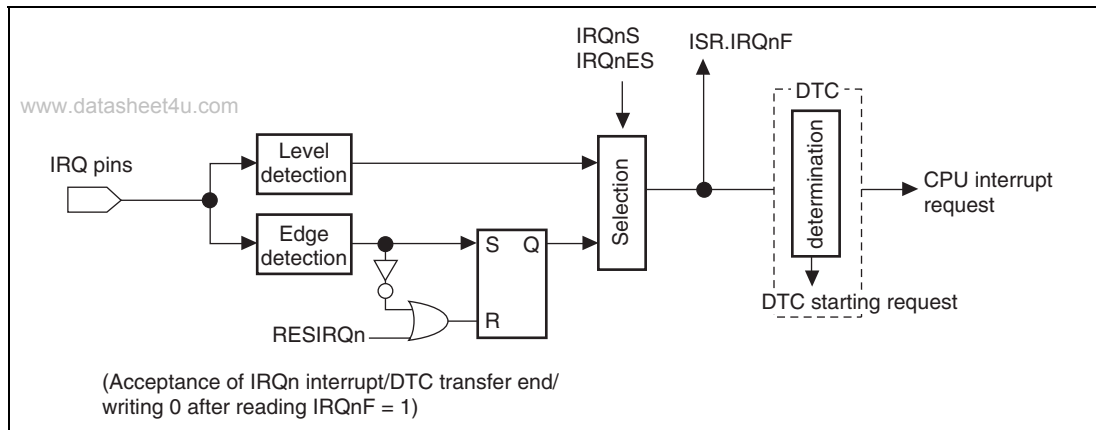 IRQnS
IRQnES
ISR.IRQnF
www.datasheet4u.com
DTC
IRQ pins
Level
detection
Edge
detection
S Q
R
Selection
determination
CPU interrupt
request
DTC starting request
RESIRQn
(Acceptance of IRQn interrupt/DTC transfer end/
writing 0 after reading IRQnF = 1)